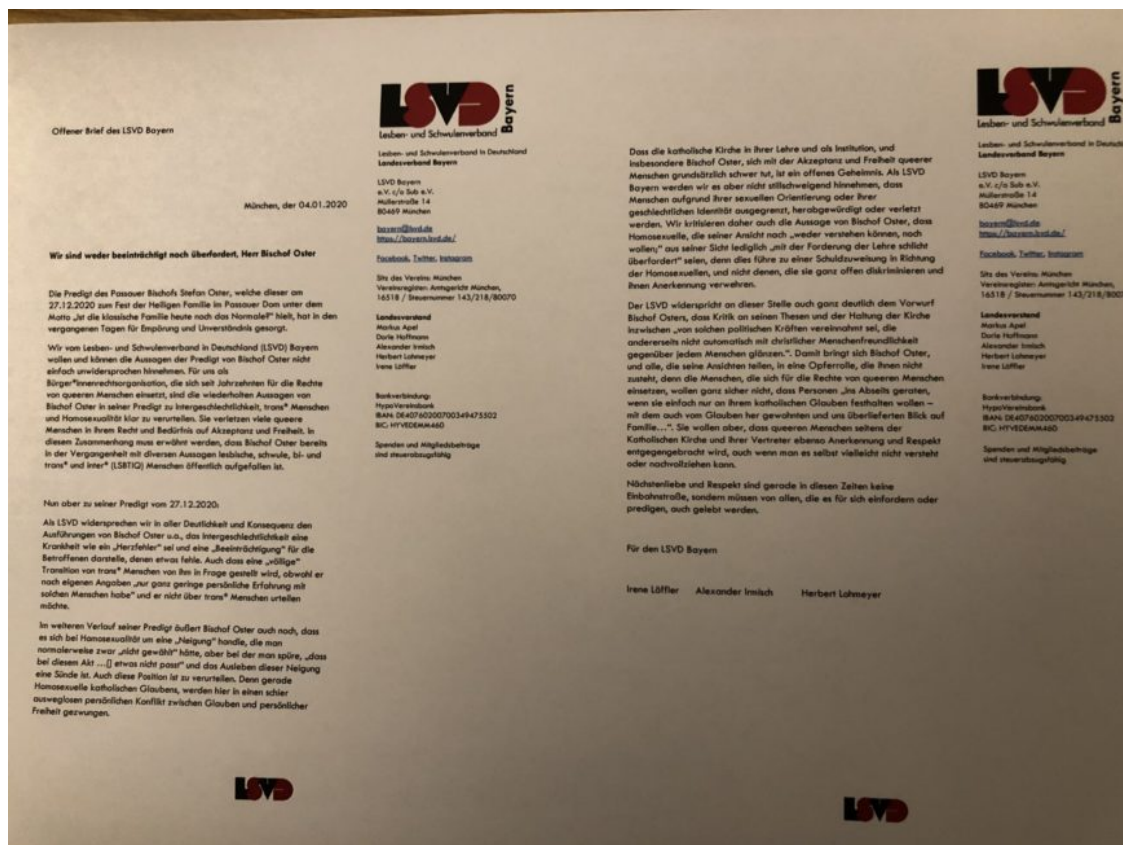 Offener Brief des LSVD Bayern
München, der 04.01.2020
Wir sind weder beeinträchtigt noch überfordert, Herr Bischof Oster
Die Predigt des Passauer Bischofs Stefan Oster, welche dieser am
27.12.2020 zum Fest der Heiligen Familie im Passauer Dom unter dem
Motto „Ist die klassische Familie heute noch das Normale?“ hielt, hat in den
vergangenen Tagen für Empörung und Unverständnis gesorgt.
Wir vom Lesben- und Schwulenverband in Deutschland (LSVD) Bayern
wollen und können die Aussagen der Predigt von Bischof Oster nicht
einfach unwidersprochen hinnehmen. Für uns als
Bürger*innenrechtsorganisation, die sich seit Jahrzehnten für die Rechte
von queeren Menschen einsetzt, sind die wiederholten Aussagen von
Bischof Oster in seiner Predigt zu Intergeschlechtlichkeit, trans* Menschen
und Homosexualität klar zu verurteilen. Sie verletzen viele queere
Menschen in ihrem Recht und Bedürfnis auf Akzeptanz und Freiheit. In
diesem Zusammenhang muss erwähnt werden, dass Bischof Oster bereits
in der Vergangenheit mit diversen Aussagen lesbische, schwule, bi- und
trans* und inter* (LSBTIQ) Menschen öffentlich aufgefallen ist.
Nun aber zu seiner Predigt vom 27.12.2020:
Als LSVD widersprechen wir in aller Deutlichkeit und Konsequenz den
Ausführungen von Bischof Oster u.a., das Intergeschlechtlichkeit eine
Krankheit wie ein „Herzfehler“ sei und eine „Beeinträchtigung“ für die
Betroffenen darstelle, denen etwas fehle. Auch dass eine „völlige“
Transition von trans* Menschen von ihm in Frage gestellt wird, obwohl er
nach eigenen Angaben „nur ganz geringe persönliche Erfahrung mit
solchen Menschen habe“ und er nicht über trans* Menschen urteilen
möchte.
Im weiteren Verlauf seiner Predigt äußert Bischof Oster auch noch, dass
es sich bei Homosexualität um eine „Neigung“ handle, die man
normalerweise zwar „nicht gewählt“ hätte, aber bei der man spüre, „dass
bei diesem Akt ...[] etwas nicht passt“ und das Ausleben dieser Neigung
eine Sünde ist. Auch diese Position ist zu verurteilen. Denn gerade
Homosexuelle katholischen Glaubens, werden hier in einen schier
ausweglosen persönlichen Konflikt zwischen Glauben und persönlicher
Freiheit gezwungen.
LSVD
LSVD
Bayern
Lesben- und Schwulenverband
Lesben- und Schwulenverband in Deutschland
Landesverband Bayern
LSVD Bayern
e.V. c/o Sub e.V.
Müllerstraße 14
80469 München
bayern@lsvd.de
https://bayern.lsvd.de/
Facebook, Twitter, Instagram
Sitz des Vereins: München
Vereinsregister: Amtsgericht München,
16518 / Steuernummer 143/218/80070
Landesvorstand
Markus Apel
Dorle Hoffmann
Alexander Irmisch
Herbert Lohmeyer
Irene Löffler
Bankverbindung:
HypoVereinsbank
IBAN: DE40760200700349475502
BIC: HYVEDEMM460
Spenden und Mitgliedsbeiträge
sind steuerabzugsfähig
Dass die katholische Kirche in ihrer Lehre und als Institution, und
insbesondere Bischof Oster, sich mit der Akzeptanz und Freiheit queerer
Menschen grundsätzlich schwer tut, ist ein offenes Geheimnis. Als LSVD
Bayern werden wir es aber nicht stillschweigend hinnehmen, dass
Menschen aufgrund ihrer sexuellen Orientierung oder ihrer
geschlechtlichen Identität ausgegrenzt, herabgewürdigt oder verletzt
werden. Wir kritisieren daher auch die Aussage von Bischof Oster, dass
Homosexuelle, die seiner Ansicht nach „weder verstehen können, noch
wollen;“ aus seiner Sicht lediglich „mit der Forderung der Lehre schlicht
überfordert“ seien, denn dies führe zu einer Schuldzuweisung in Richtung
der Homosexuellen, und nicht denen, die sie ganz offen diskriminieren und
ihnen Anerkennung verwehren.
Der LSVD widerspricht an dieser Stelle auch ganz deutlich dem Vorwurf
Bischof Osters, dass Kritik an seinen Thesen und der Haltung der Kirche
inzwischen „von solchen politischen Kräften vereinnahmt sei, die
andererseits nicht automatisch mit christlicher Menschenfreundlichkeit
gegenüber jedem Menschen glänzen.“. Damit bringt sich Bischof Oster,
und alle, die seine Ansichten teilen, in eine Opferrolle, die ihnen nicht
zusteht, denn die Menschen, die sich für die Rechte von queeren Menschen
einsetzen, wollen ganz sicher nicht, dass Personen „ins Abseits geraten,
wenn sie einfach nur an ihrem katholischen Glauben festhalten wollen –
mit dem auch vom Glauben her gewohnten und uns überlieferten Blick auf
Familie...“. Sie wollen aber, dass queeren Menschen seitens der
Katholischen Kirche und ihrer Vertreter ebenso Anerkennung und Respekt
entgegengebracht wird, auch wenn man es selbst vielleicht nicht versteht
oder nachvollziehen kann.
Nächstenliebe und Respekt sind gerade in diesen Zeiten keine
Einbahnstraße, sondern müssen von allen, die es für sich einfordern oder
predigen, auch gelebt werden.
Für den LSVD Bayern
Irene Löffler Alexander Irmisch Herbert Lohmeyer
LSVD
LSVD
Bayern
Lesben- und Schwulenverband
Lesben- und Schwulenverband in
Landesverband Bayern
LSVD Bayern
e.V. c/o Sub e.V.
Müllerstraße 14
80469 München
bayern@lsvd.de
https://bayern.lsvd.de/
Facebook, Twitter, Instagram
Sitz des Vereins: München
Vereinsregister: Amtsgericht München,
16518 / Steuernummer
Landesvorstand
Markus Apel
Dorle Hoffmann
Alexander Irmisch
Herbert Lohmeyer
Irene Löffler
Bankverbindung:
HypoVereinsbank
IBAN: DE40760200700349475502
BIC: HYVEDEMM460
Spenden und Mitgliedsbeiträge
sind steuerabzugsfähig